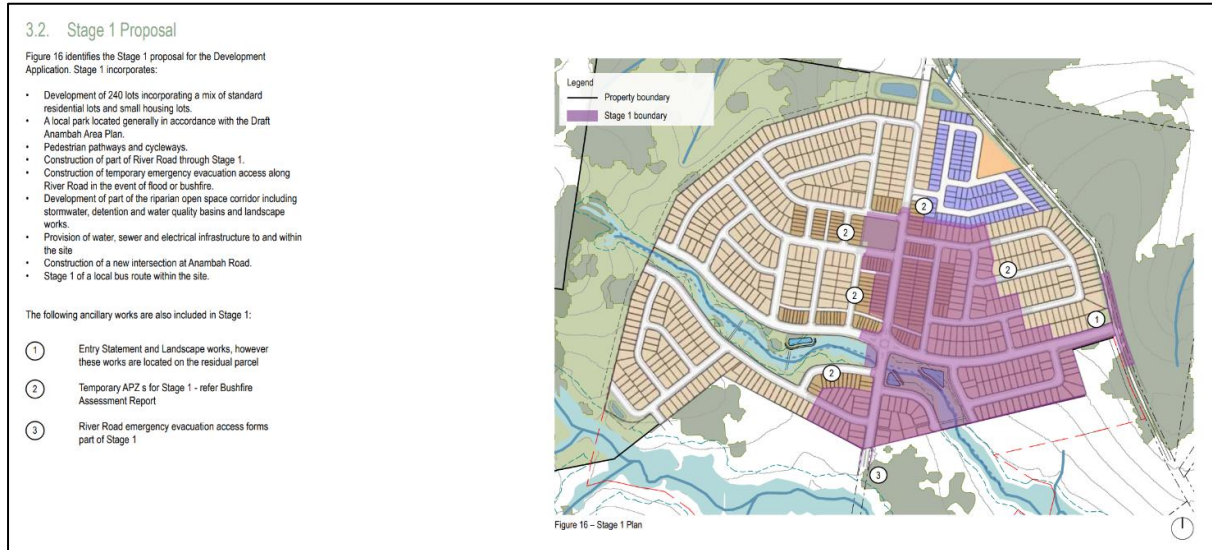 3.2. Stage 1 Proposal
Figure 16 identifies the Stage 1 proposal for the Development
Application. Stage 1 incorporates:
• Development of 240 lots incorporating a mix of standard
residential lots and small housing lots.
• A local park located generally in accordance with the Draft
Anambah Area Plan.
• Pedestrian pathways and cycleways.
• Construction of part of River Road through Stage 1.
• Construction of temporary emergency evacuation access along
River Road in the event of flood or bushfire.
• Development of part of the riparian open space corridor including
stormwater, detention and water quality basins and landscape
works.
• Provision of water, sewer and electrical infrastructure to and within
the site
• Construction of a new intersection at Anambah Road.
• Stage 1 of a local bus route within the site.
The following ancillary works are also included in Stage 1:
1 Entry Statement and Landscape works, however
these works are located on the residual parcel
2 Temporary APZ s for Stage 1 - refer Bushfire
Assessment Report
3 River Road emergency evacuation access forms
part of Stage 1
Legend
Property boundary
Stage 1 boundary
2
2
2
2
1
2
3
Figure 16 – Stage 1 Plan